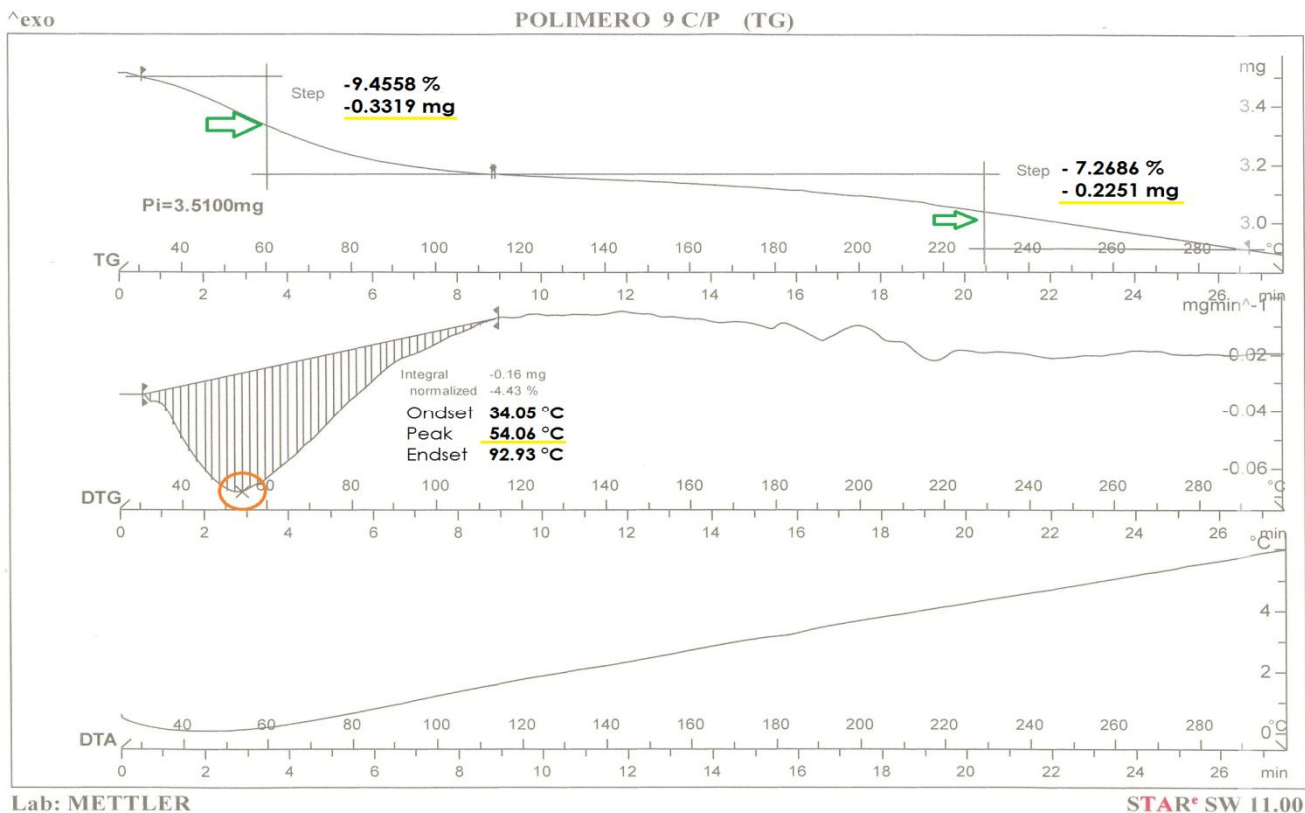 ^exo
POLIMERO 9 C/P (TG)
mg
Step -9.4558 %
-0.3319 mg
3.4
3.2
Step - 7.2686 %
- 0.2251 mg
Pi=3.5100mg
3.0
40 60 80 100 120 140 160 180 200 220 240 260 280 °C
TG
0 2 4 6 8 10 12 14 16 18 20 22 24 26 min
mgmin^-1
-0.02
Integral -0.16 mg
normalized -4.43 %
Ondset 34.05 °C
Peak 54.06 °C
Endset 92.93 °C
-0.04
-0.06
40 60 80 100 120 140 160 180 200 220 240 260 280 °C
DTG
0 2 4 6 8 10 12 14 16 18 20 22 24 26 min
°C
4
2
40 60 80 100 120 140 160 180 200 220 240 260 280 °C
0
DTA
0 2 4 6 8 10 12 14 16 18 20 22 24 26 min
Lab: METTLER
STARe SW 11.00